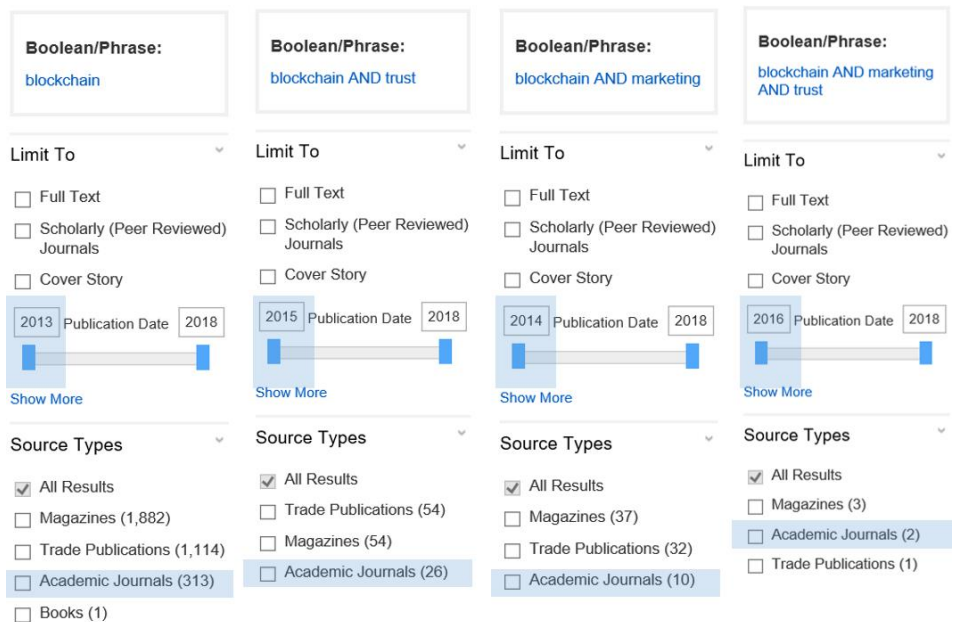 Boolean/Phrase:
blockchain
Limit To
Full Text
Scholarly (Peer Reviewed)
Journals
Cover Story
2013 Publication Date 2018
Show More
Source Types
All Results
Magazines (1,882)
Trade Publications (1,114)
Academic Journals (313)
Books (1)
Boolean/Phrase:
blockchain AND trust
Limit To
Full Text
Scholarly (Peer Reviewed)
Journals
Cover Story
2015 Publication Date 2018
Show More
Source Types
All Results
Trade Publications (54)
Magazines (54)
Academic Journals (26)
Boolean/Phrase:
blockchain AND marketing
Limit To
Full Text
Scholarly (Peer Reviewed)
Journals
Cover Story
2014 Publication Date 2018
Show More
Source Types
All Results
Magazines (37)
Trade Publications (32)
Academic Journals (10)
Boolean/Phrase:
blockchain AND marketing
AND trust
Limit To
Full Text
Scholarly (Peer Reviewed)
Journals
Cover Story
2016 Publication Date 2018
Show More
Source Types
All Results
Magazines (3)
Academic Journals (2)
Trade Publications (1)